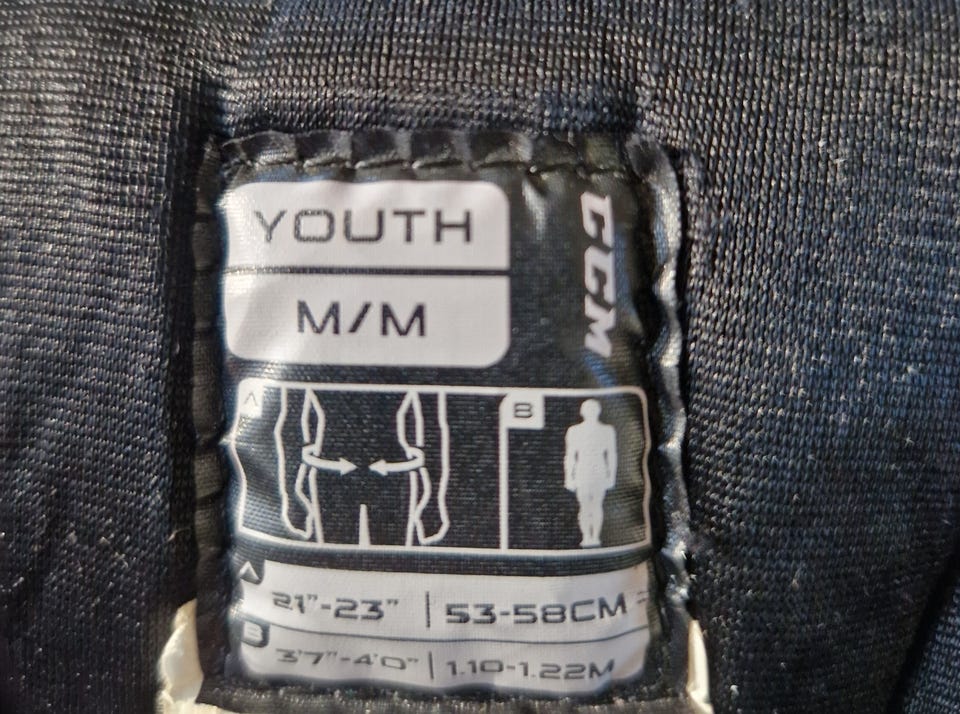 YOUTH
CCM
M/M
A
B
A
21"-23" | 53-58CM
B
3'7"-4'0" | 1.10-1.22M